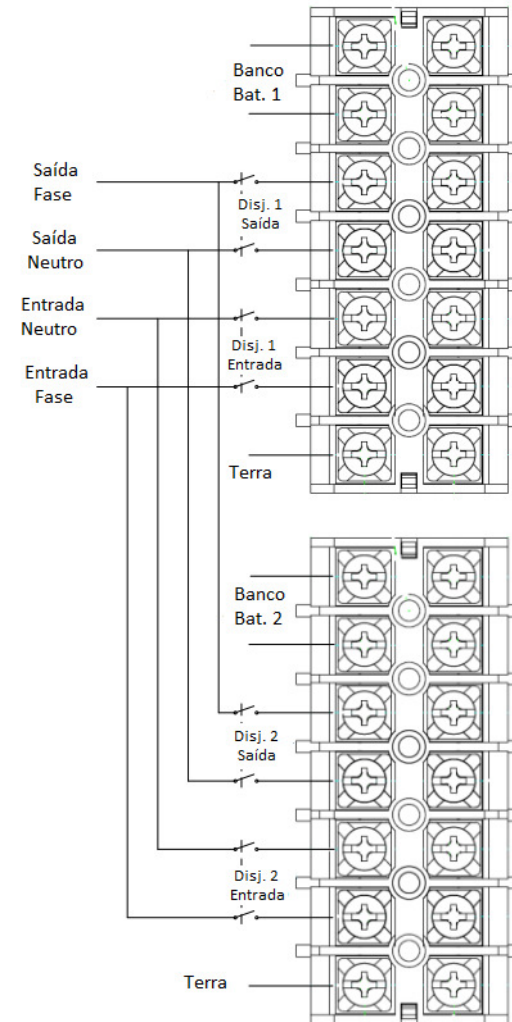 Banco
Bat. 1
Saída
Fase
Disj. 1
Saída
Saída
Neutro
Entrada
Neutro
Disj. 1
Entrada
Entrada
Fase
Terra
Banco
Bat. 2
Disj. 2
Saída
Disj. 2
Entrada
Terra